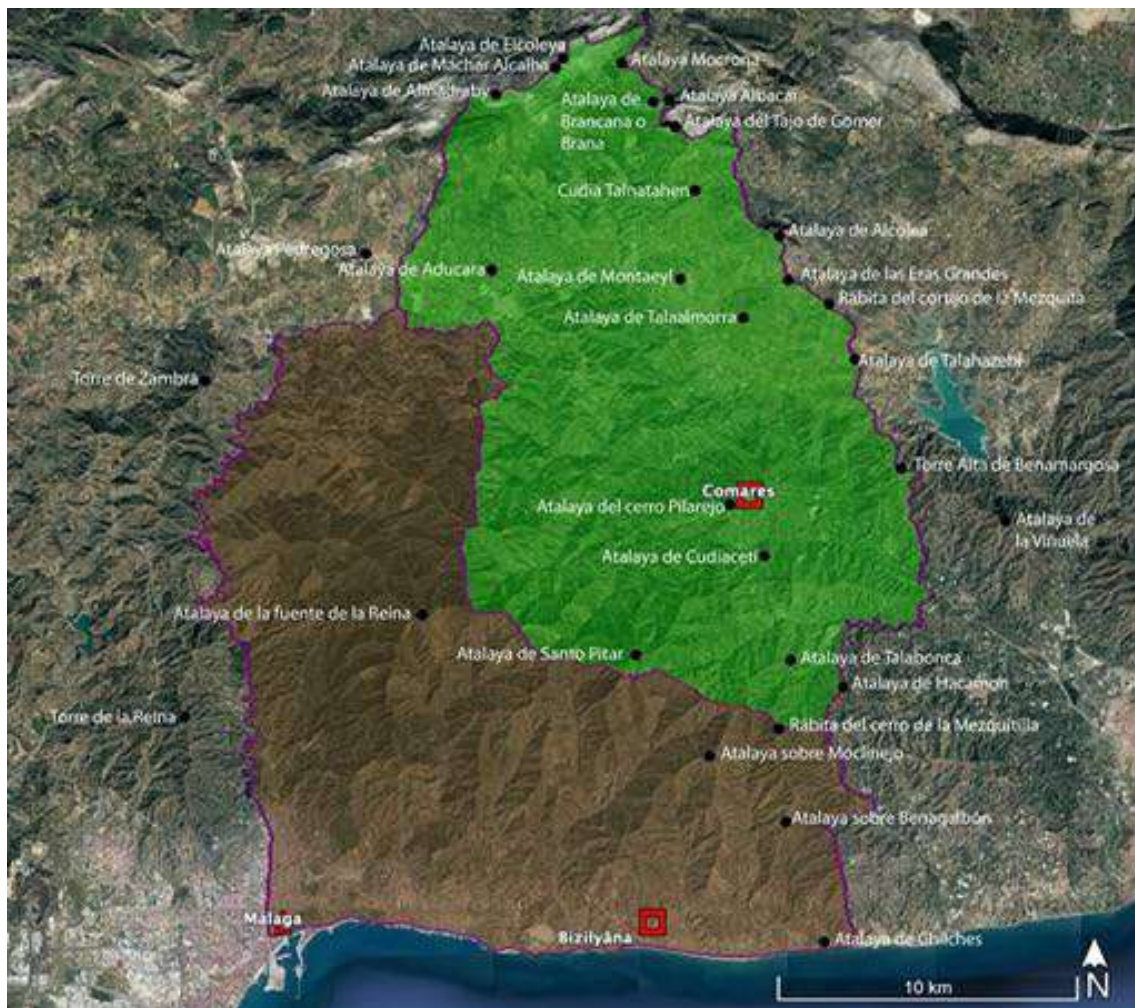 Atalaya de Elcoleya
Atalaya de Machar Alcalha
Atalaya Mocrona
Atalaya de Almadraby
Atalaya de
Brancana o
Brana
Atalaya Albacar
Atalaya del Tajo de Gomer
Cudia Talnatahen
Atalaya de Alcolea
Atalaya Pedregosa
Atalaya de Aducara
Atalaya de Montaeyl
Atalaya de las Eras Grandes
Rábita del cortijo de la Mezquita
Atalaya de Talaalmorra
Atalaya de Talahazebi
Torre de Zambra
Torre Alta de Benamargosa
Comares
Atalaya del cerro Pilarejo
Atalaya de
la Viñuela
Atalaya de Cudiaceti
Atalaya de la fuente de la Reina
Atalaya de Santo Pitar
Atalaya de Talabonca
Atalaya de Hacamon
Torre de la Reina
Rábita del cerro de la Mezquitilla
Atalaya sobre Moclinejo
Atalaya sobre Benagalbón
Malaga
Bizilyâna
Atalaya de Chilches
10 km
N